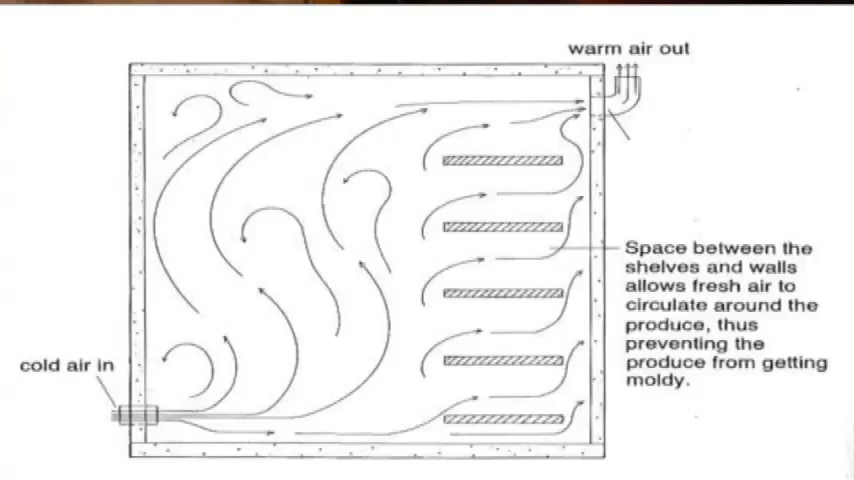 warm air out
Space between the
shelves and walls
allows fresh air to
circulate around the
produce, thus
preventing the
produce from getting
moldy.
cold air in